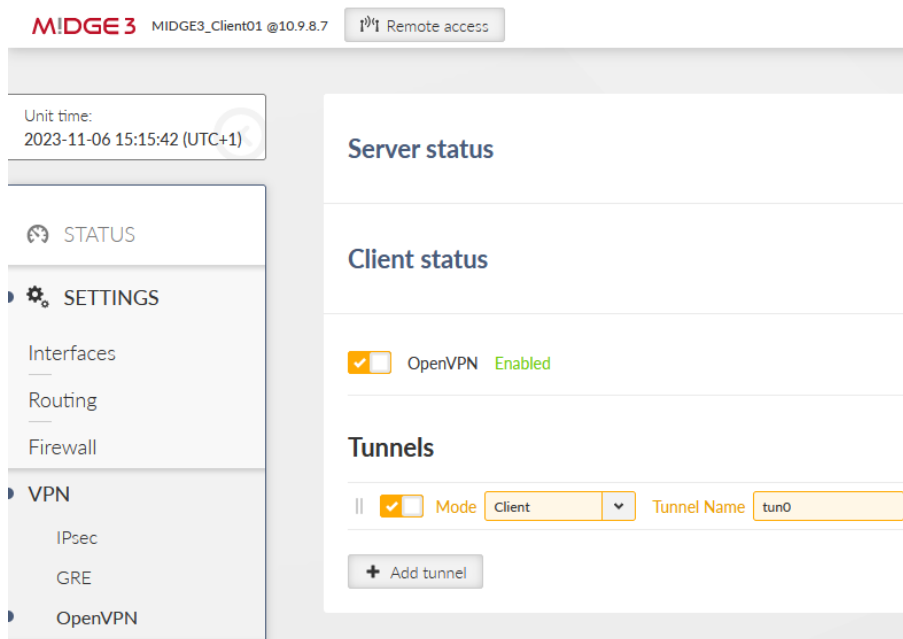 M!DGE 3 MIDGE3_Client01 @10.9.8.7 Remote access
Unit time:
2023-11-06 15:15:42 (UTC+1)
STATUS
SETTINGS
Interfaces
Routing
Firewall
VPN
IPsec
GRE
OpenVPN
Server status
Client status
OpenVPN Enabled
Tunnels
Mode Client Tunnel Name tun0
+ Add tunnel